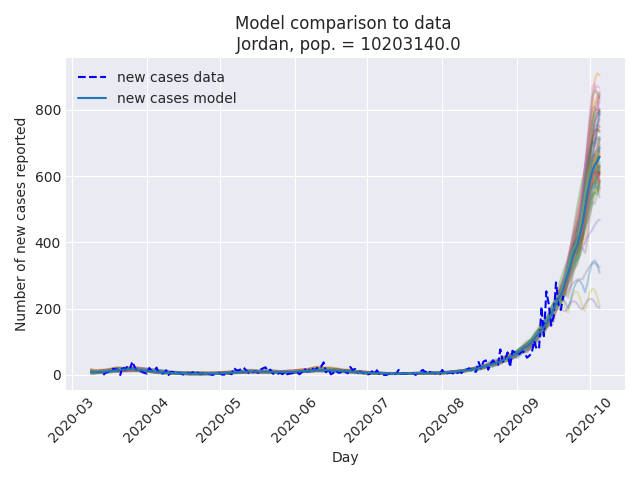 Model comparison to data
Jordan, pop. = 10203140.0
new cases data
new cases model
Number of new cases reported
800
600
400
200
0
2020-03
2020-04
2020-05
2020-06
2020-07
2020-08
2020-09
2020-10
Day